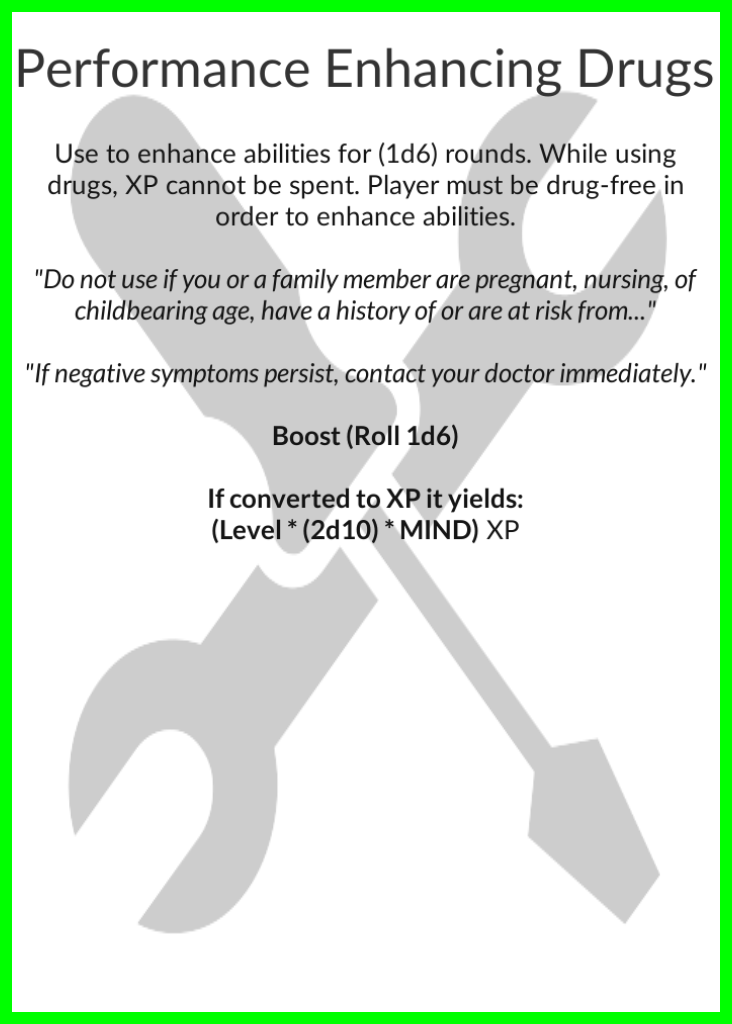 Performance Enhancing Drugs
Use to enhance abilities for (1d6) rounds. While using
drugs, XP cannot be spent. Player must be drug-free in
order to enhance abilities.
"Do not use if you or a family member are pregnant, nursing, of
childbearing age, have a history of or are at risk from..."
"If negative symptoms persist, contact your doctor immediately."
Boost (Roll 1d6)
If converted to XP it yields:
(Level * (2d10) * MIND) XP